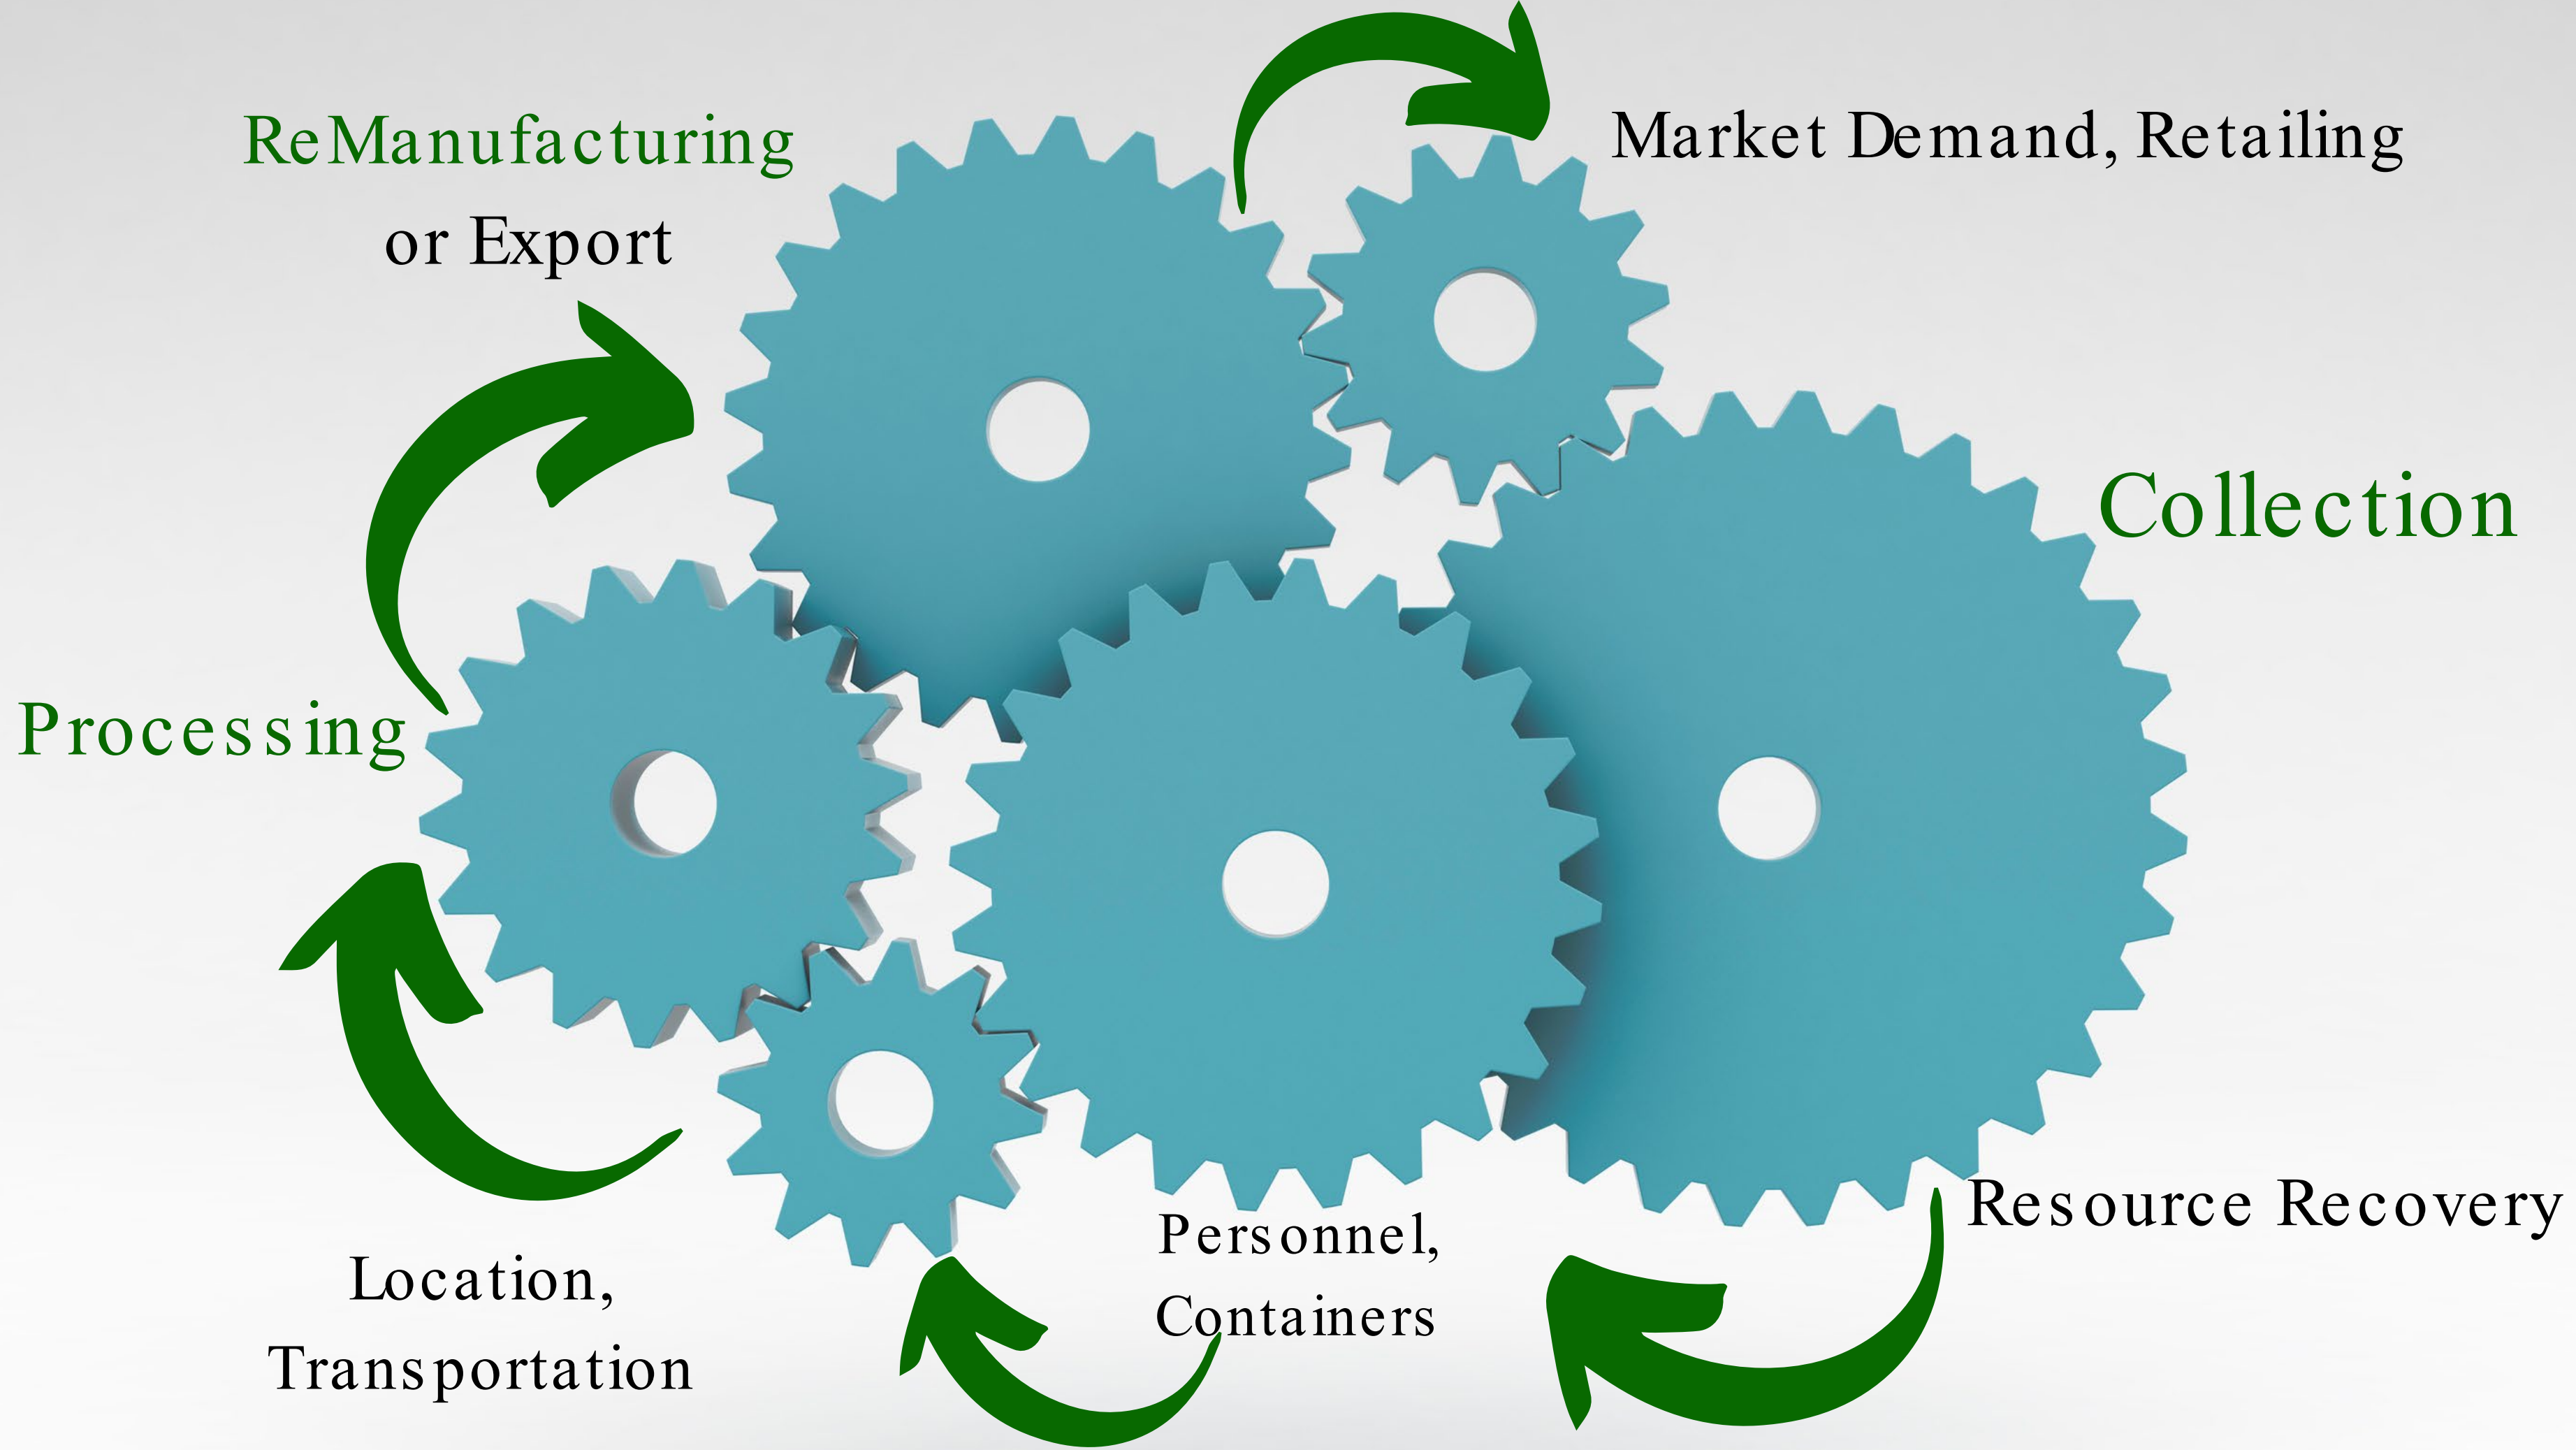 ReManufacturing
or Export
Market Demand, Retailing
Collection
Processing
Resource Recovery
Personnel,
Containers
Location,
Transportation